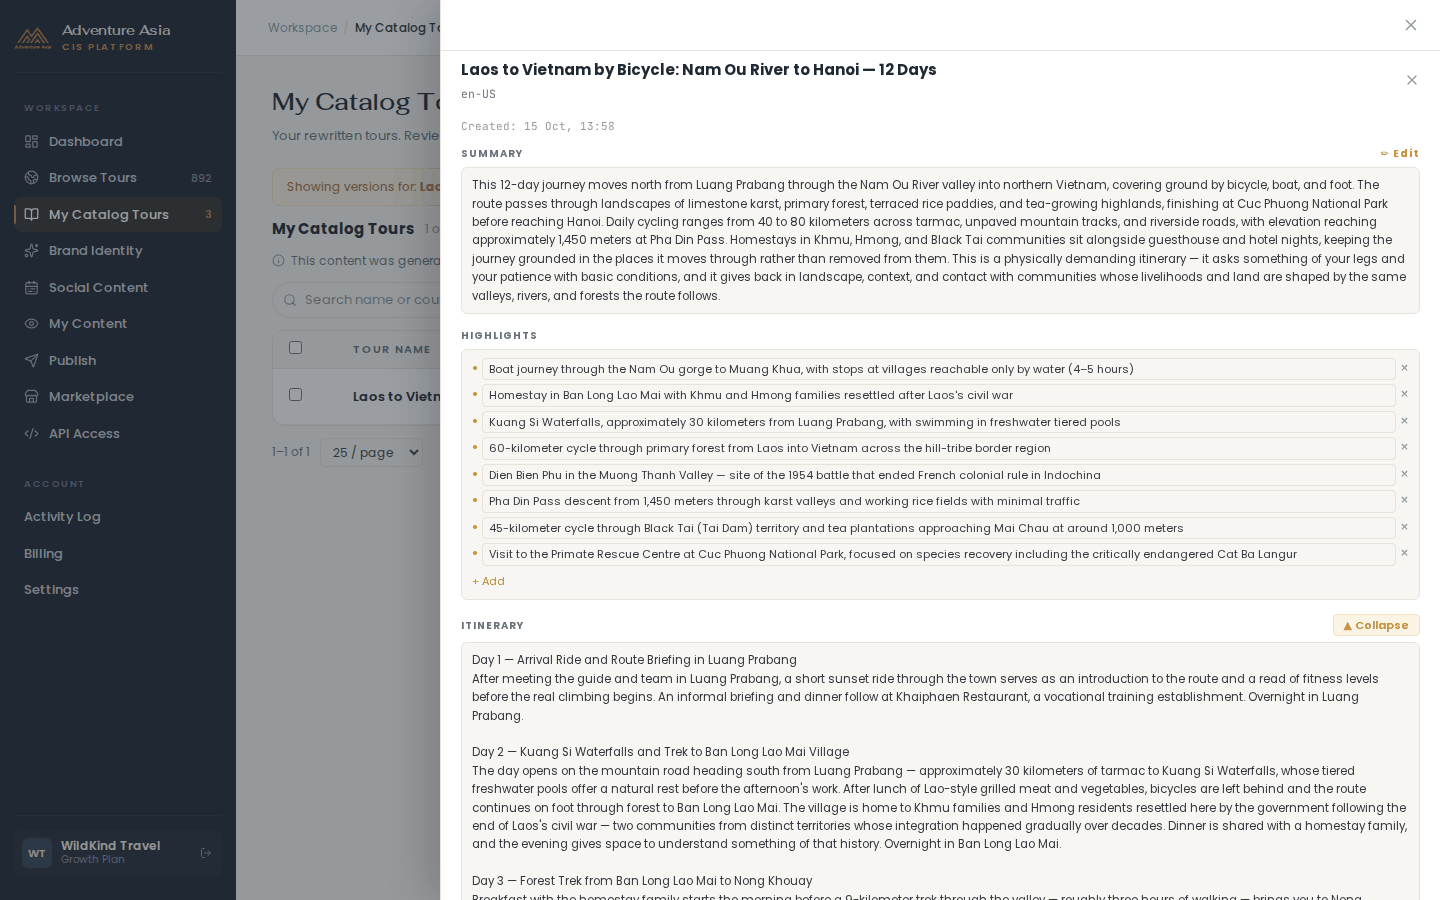 Adventure Asia
Adventure Asia
CIS PLATFORM
WORKSPACE
Dashboard
Browse Tours 892
My Catalog Tours 3
Brand Identity
Social Content
My Content
Publish
Marketplace
API Access
ACCOUNT
Activity Log
Billing
Settings
WT
WildKind Travel
Growth Plan
Workspace / My Catalog To
My Catalog To
Your rewritten tours. Revie
Showing versions for: Lao
My Catalog Tours 1 o
This content was genera
Search name or cou
TOUR NAME
Laos to Vietn
1–1 of 1 25 / page
×
Laos to Vietnam by Bicycle: Nam Ou River to Hanoi — 12 Days
×
en-US
Created: 15 Oct, 13:58
SUMMARY
✏ Edit
This 12-day journey moves north from Luang Prabang through the Nam Ou River valley into northern Vietnam, covering ground by bicycle, boat, and foot. The
route passes through landscapes of limestone karst, primary forest, terraced rice paddies, and tea-growing highlands, finishing at Cuc Phuong National Park
before reaching Hanoi. Daily cycling ranges from 40 to 80 kilometers across tarmac, unpaved mountain tracks, and riverside roads, with elevation reaching
approximately 1,450 meters at Pha Din Pass. Homestays in Khmu, Hmong, and Black Tai communities sit alongside guesthouse and hotel nights, keeping the
journey grounded in the places it moves through rather than removed from them. This is a physically demanding itinerary — it asks something of your legs and
your patience with basic conditions, and it gives back in landscape, context, and contact with communities whose livelihoods and land are shaped by the same
valleys, rivers, and forests the route follows.
HIGHLIGHTS
• Boat journey through the Nam Ou gorge to Muang Khua, with stops at villages reachable only by water (4–5 hours) ×
• Homestay in Ban Long Lao Mai with Khmu and Hmong families resettled after Laos's civil war ×
• Kuang Si Waterfalls, approximately 30 kilometers from Luang Prabang, with swimming in freshwater tiered pools ×
• 60-kilometer cycle through primary forest from Laos into Vietnam across the hill-tribe border region ×
• Dien Bien Phu in the Muong Thanh Valley — site of the 1954 battle that ended French colonial rule in Indochina ×
• Pha Din Pass descent from 1,450 meters through karst valleys and working rice fields with minimal traffic ×
• 45-kilometer cycle through Black Tai (Tai Dam) territory and tea plantations approaching Mai Chau at around 1,000 meters ×
• Visit to the Primate Rescue Centre at Cuc Phuong National Park, focused on species recovery including the critically endangered Cat Ba Langur ×
+ Add
ITINERARY
▲ Collapse
Day 1 — Arrival Ride and Route Briefing in Luang Prabang
After meeting the guide and team in Luang Prabang, a short sunset ride through the town serves as an introduction to the route and a read of fitness levels
before the real climbing begins. An informal briefing and dinner follow at Khaiphaen Restaurant, a vocational training establishment. Overnight in Luang
Prabang.
Day 2 — Kuang Si Waterfalls and Trek to Ban Long Lao Mai Village
The day opens on the mountain road heading south from Luang Prabang — approximately 30 kilometers of tarmac to Kuang Si Waterfalls, whose tiered
freshwater pools offer a natural rest before the afternoon's work. After lunch of Lao-style grilled meat and vegetables, bicycles are left behind and the route
continues on foot through forest to Ban Long Lao Mai. The village is home to Khmu families and Hmong residents resettled here by the government following the
end of Laos's civil war — two communities from distinct territories whose integration happened gradually over decades. Dinner is shared with a homestay family,
and the evening gives space to understand something of that history. Overnight in Ban Long Lao Mai.
Day 3 — Forest Trek from Ban Long Lao Mai to Nong Khouay
Breakfast with the homestay family starts the morning before a 9-kilometer trek through the valley — roughly three hours of walking — brings you to Nong